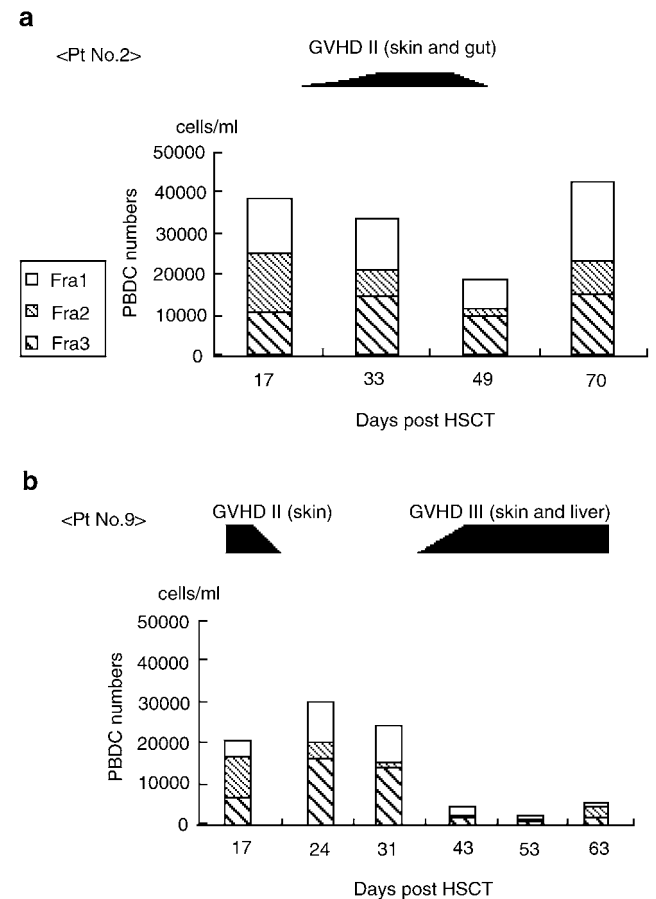 a
<Pt No.2>
GVHD II (skin and gut)
cells/ml
50000
40000
30000
20000
10000
0
PBDC numbers
Fra1
Fra2
Fra3
17 33 49 70
Days post HSCT
b
<Pt No.9>
GVHD II (skin) GVHD III (skin and liver)
cells/ml
50000
40000
30000
20000
10000
0
PBDC numbers
17 24 31 43 53 63
Days post HSCT